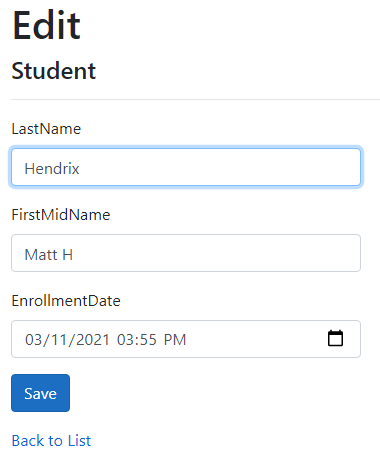 Edit
Student
LastName
Hendrix
FirstMidName
Matt H
EnrollmentDate
03/11/2021 03:55 PM
Save
Back to List